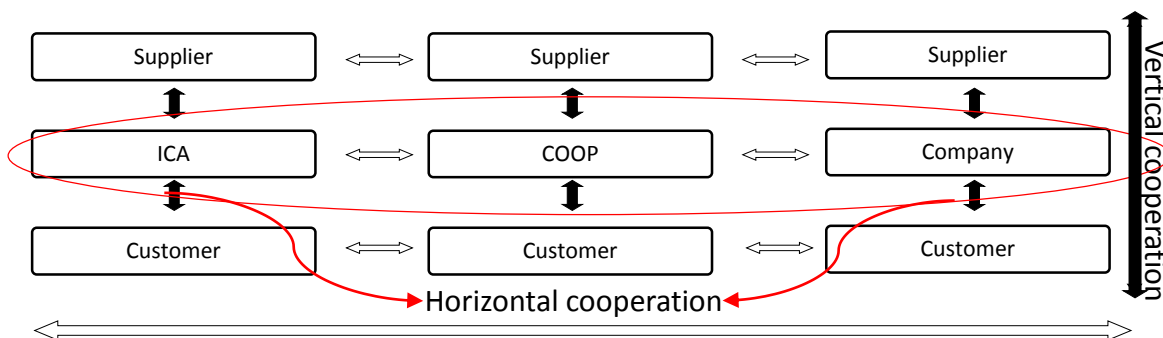 Supplier
Supplier
Supplier
ICA
COOP
Company
Customer
Customer
Customer
Horizontal cooperation
Vertical cooperation